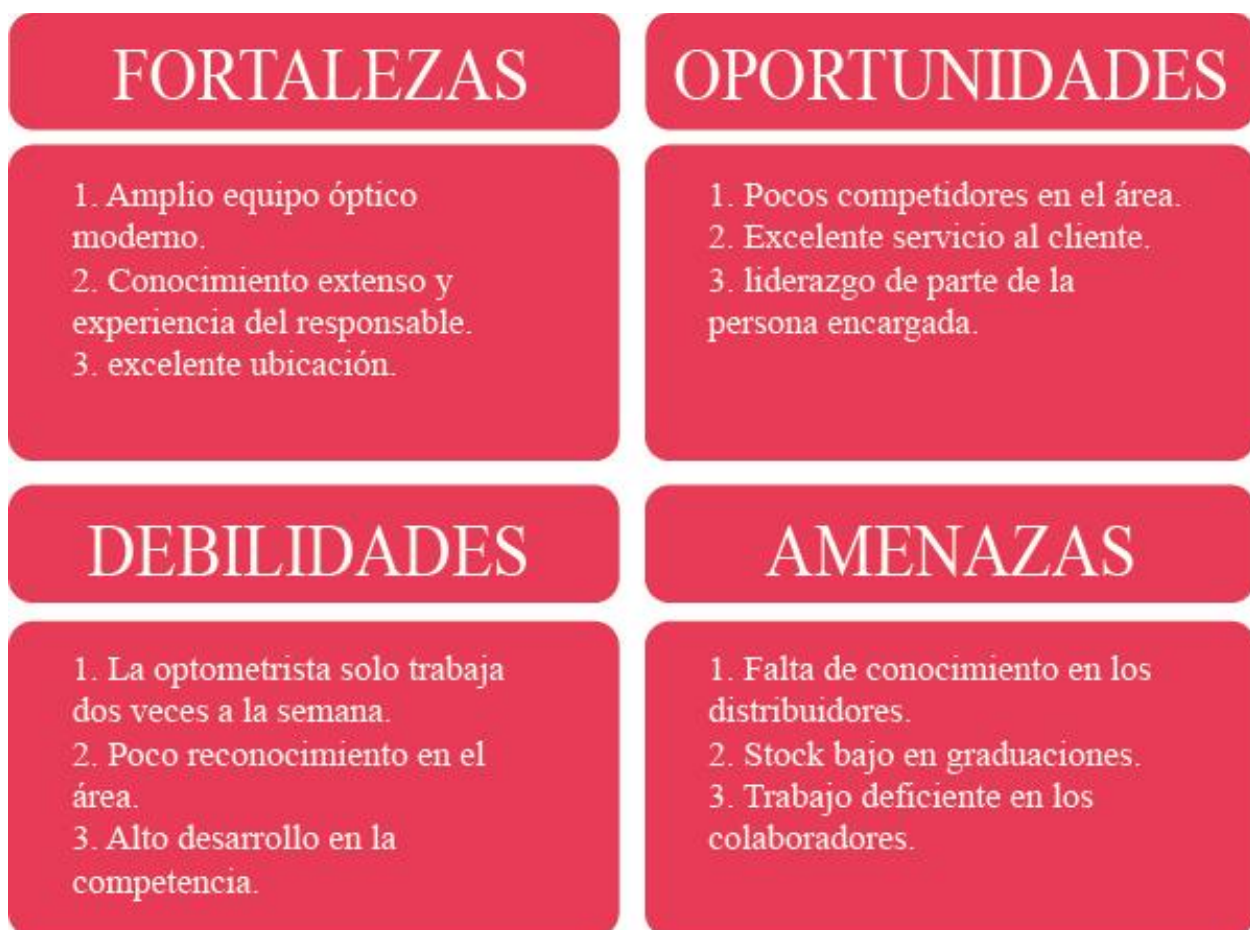 FORTALEZAS
1. Amplio equipo óptico
moderno.
2. Conocimiento extenso y
experiencia del responsable.
3. excelente ubicación.
OPORTUNIDADES
1. Pocos competidores en el área.
2. Excelente servicio al cliente.
3. liderazgo de parte de la
persona encargada.
DEBILIDADES
1. La optometrista solo trabaja
dos veces a la semana.
2. Poco reconocimiento en el
área.
3. Alto desarrollo en la
competencia.
AMENAZAS
1. Falta de conocimiento en los
distribuidores.
2. Stock bajo en graduaciones.
3. Trabajo deficiente en los
colaboradores.